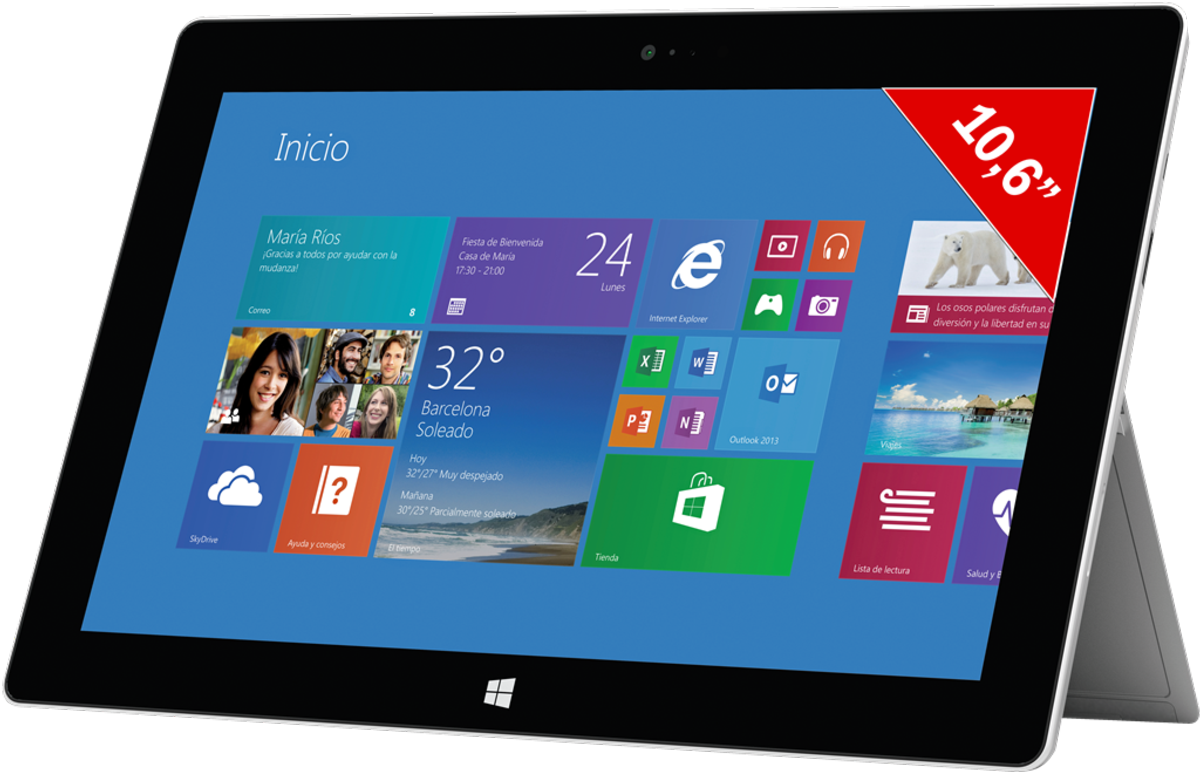 10,6”
Inicio
María Ríos
¡Gracias a todos por ayudar con la
mudanza!
Correo
8
Fiesta de Bienvenida
Casa de María
17:30 - 21:00
24
Lunes
Internet Explorer
Los osos polares disfrutan d
diversión y la libertad en su
32°
Barcelona
Soleado
Hoy
32°/27° Muy despejado
Mañana
30°/25° Parcialmente soleado
El tiempo
X
W
P
N
O
Outlook 2013
Viajes
SkyDrive
?
Ayuda y consejos
Tienda
Lista de lectura
Salud y B